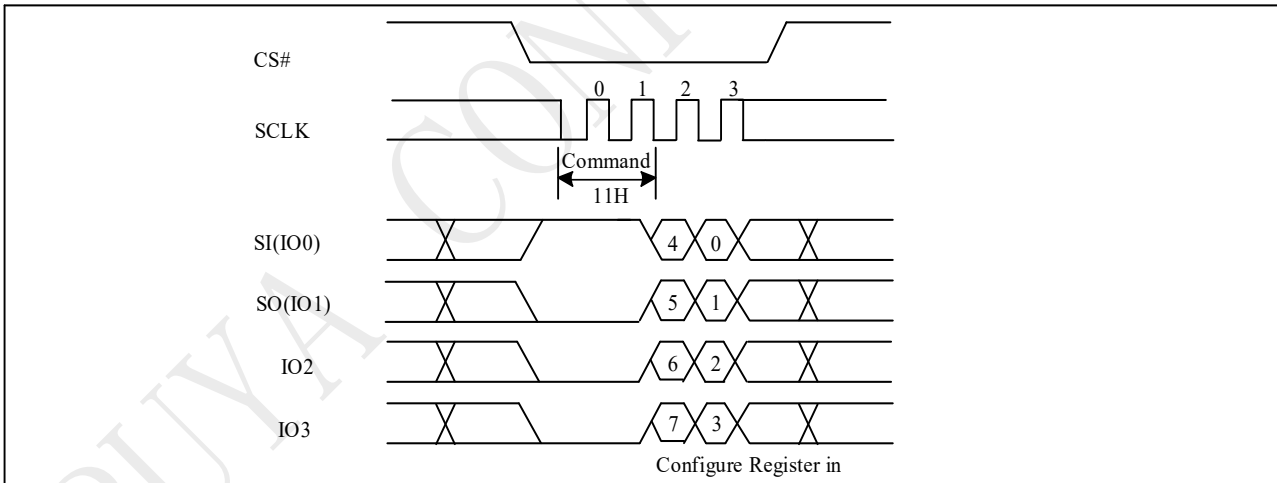 CS#
0 1 2 3
SCLK
Command
11H
SI(IO0) 4 0
SO(IO1) 5 1
IO2 6 2
IO3 7 3
Configure Register in
PUYA